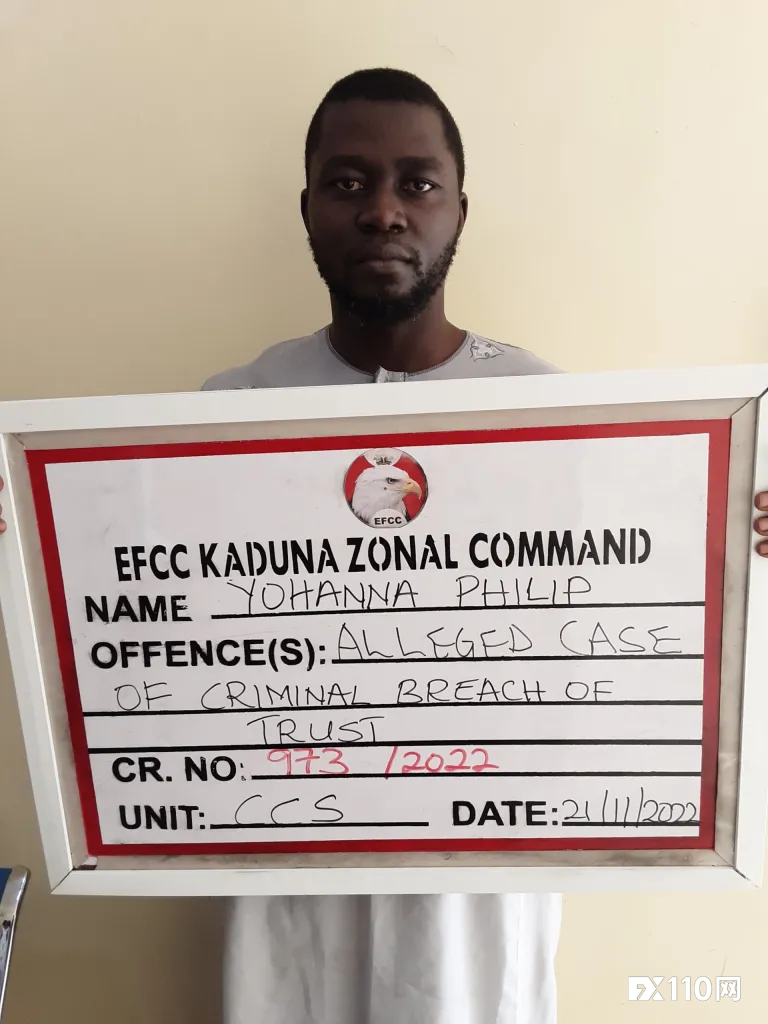 EFCC
EFCC KADUNA ZONAL COMMAND
NAME YOHANNA PHILIP
OFFENCE(S): ALLEGED CASE
OF CRIMINAL BREACH OF
TRUST
CR. NO: 973 /2022
UNIT: CCS DATE: 21/11/2022
FX110网